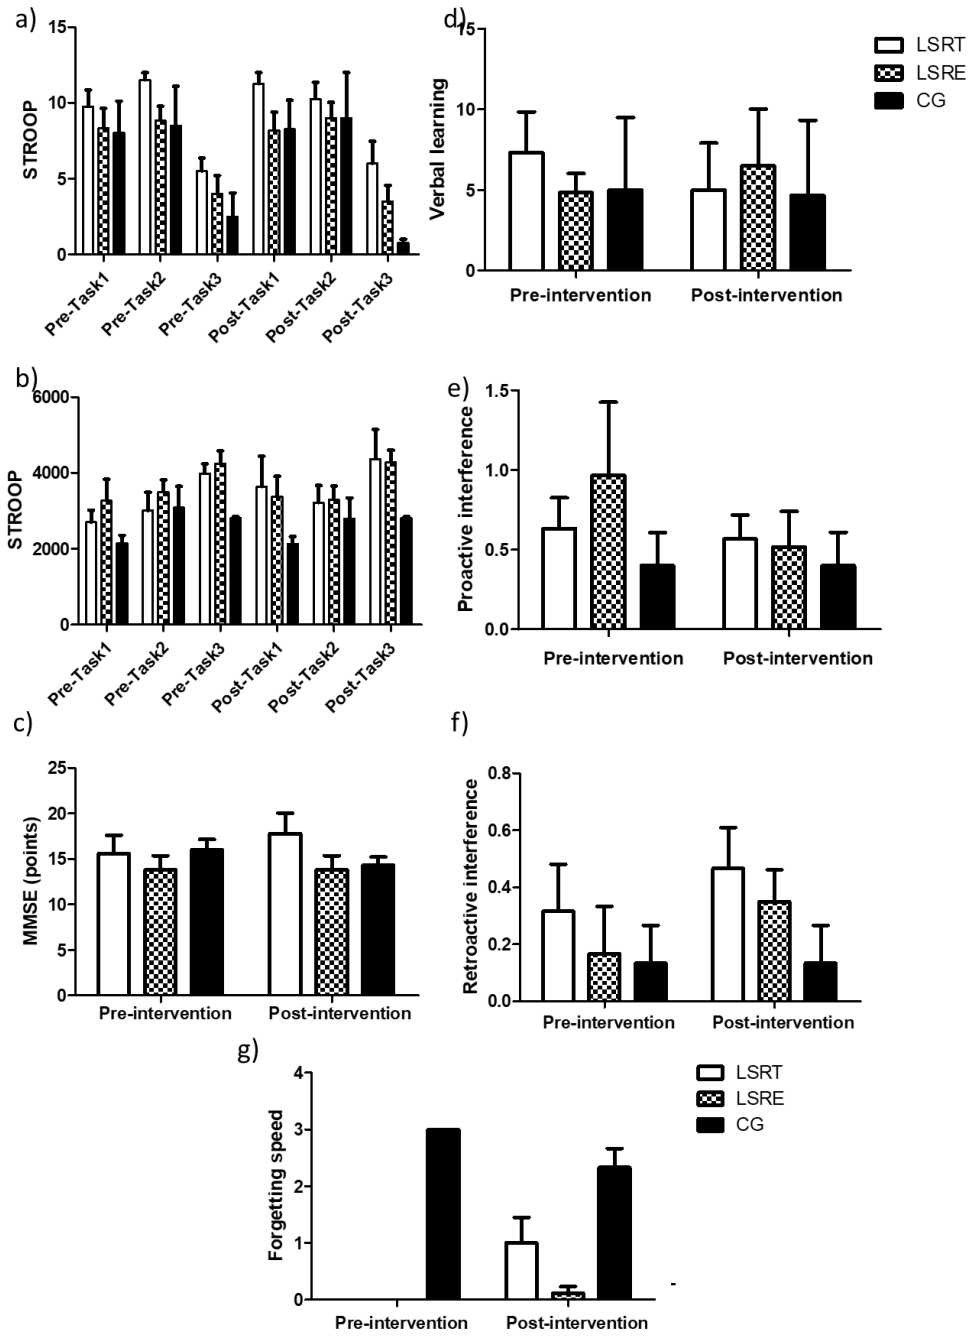 a)
STROOP
15
10
5
0
Pre-Task1
Pre-Task2
Pre-Task3
Post-Task1
Post-Task2
Post-Task3
d)
Verbal learning
15
10
5
0
Pre-intervention
Post-intervention
LSRT
LSRE
CG
b)
STROOP
6000
4000
2000
0
Pre-Task1
Pre-Task2
Pre-Task3
Post-Task1
Post-Task2
Post-Task3
e)
Proactive interference
1.5
1.0
0.5
0.0
Pre-intervention
Post-intervention
c)
MMSE (points)
25
20
15
10
5
0
Pre-intervention
Post-intervention
f)
Retroactive interference
0.8
0.6
0.4
0.2
0.0
Pre-intervention
Post-intervention
g)
Forgetting speed
4
3
2
1
0
Pre-intervention
Post-intervention
LSRT
LSRE
CG